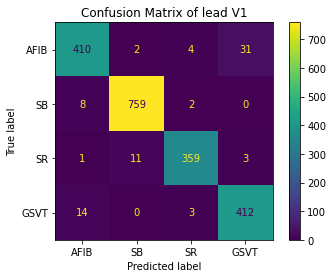 Confusion Matrix of lead V1
True label
AFIB 410 2 4 31
SB 8 759 2 0
SR 1 11 359 3
GSVT 14 0 3 412
AFIB SB SR GSVT
Predicted label
700
600
500
400
300
200
100
0